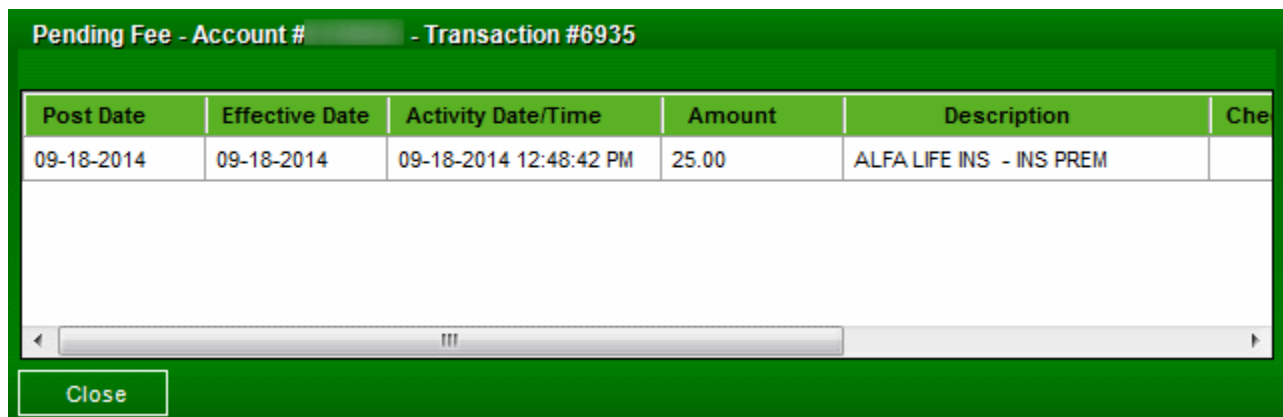 Pending Fee - Account # - Transaction #6935
Post Date Effective Date Activity Date/Time Amount Description Che
09-18-2014 09-18-2014 09-18-2014 12:48:42 PM 25.00 ALFA LIFE INS - INS PREM
Close